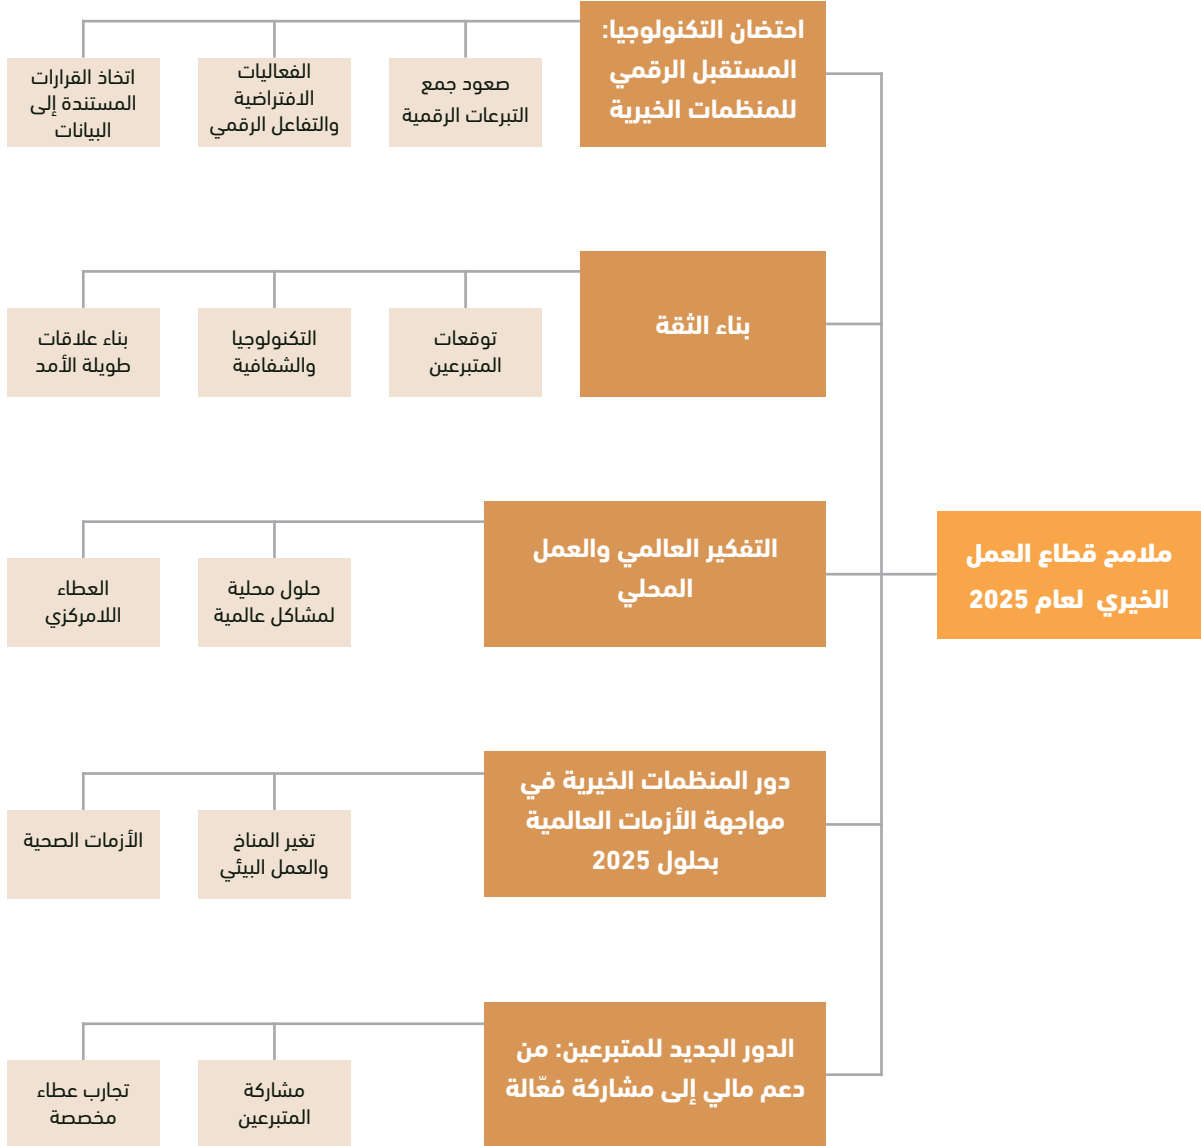 ملامح قطاع العمل
الخيري لعام 2025
احتضان التكنولوجيا:
المستقبل الرقمي
للمنظمات الخيرية
صعود جمع
التبرعات الرقمية
الفعاليات
الافتراضية
والتفاعل الرقمي
اتخاذ القرارات
المستندة إلى
البيانات
بناء الثقة
توقعات
المتبرعين
التكنولوجيا
والشفافية
بناء علاقات
طويلة الأمد
التفكير العالمي والعمل
المحلي
حلول محلية
لمشاكل عالمية
العطاء
اللامركزي
دور المنظمات الخيرية في
مواجهة الأزمات العالمية
بحلول 2025
تغير المناخ
والعمل البيئي
الأزمات الصحية
الدور الجديد للمتبرعين: من
دعم مالي إلى مشاركة فعّالة
مشاركة
المتبرعين
تجارب عطاء
مخصصة